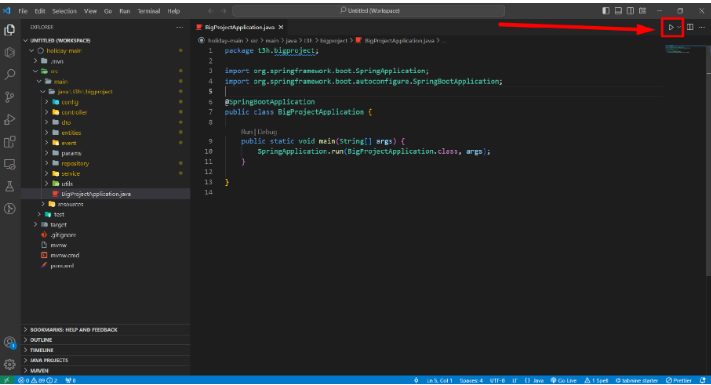 File Edit Selection View Go Run Terminal Help
Untitled (Workspace)
EXPLORER
UNTITLED (WORKSPACE)
holiday-main
.mvn
src
main
java\t3h\bigproject
config
controller
dto
entities
event
params
repository
service
utils
BigProjectApplication.java
resources
test
target
.gitignore
mvnw
mvnw.cmd
pom.xml
BOOKMARKS: HELP AND FEEDBACK
OUTLINE
TIMELINE
JAVA PROJECTS
MAVEN
BigProjectApplication.java
holiday-main > src > main > java > t3h > bigproject > BigProjectApplication.java > ...
1 package t3h.bigproject;
2
3 import org.springframework.boot.SpringApplication;
4 import org.springframework.boot.autoconfigure.SpringBootApplication;
5
6 @SpringBootApplication
7 public class BigProjectApplication {
8
Run | Debug
9 public static void main(String[] args) {
10 SpringApplication.run(BigProjectApplication.class, args);
11 }
12
13 }
14
Ln 5, Col 1 Spaces: 4 UTF-8 LF {} Java Go Live 1 Spell tabnine starter Prettier